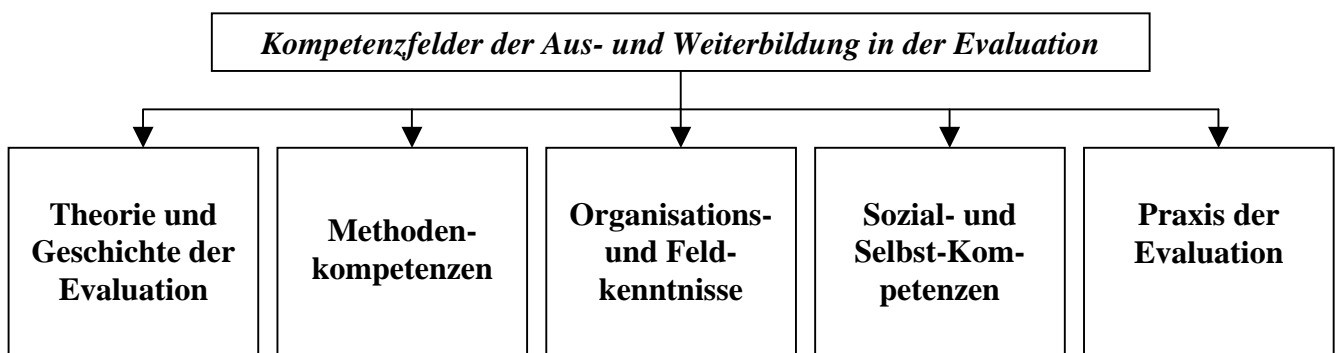 Kompetenzfelder der Aus- und Weiterbildung in der Evaluation
Theorie und
Geschichte der
Evaluation
Methoden-
kompetenzen
Organisations-
und Feld-
kenntnisse
Sozial- und
Selbst-Kom-
petenzen
Praxis der
Evaluation